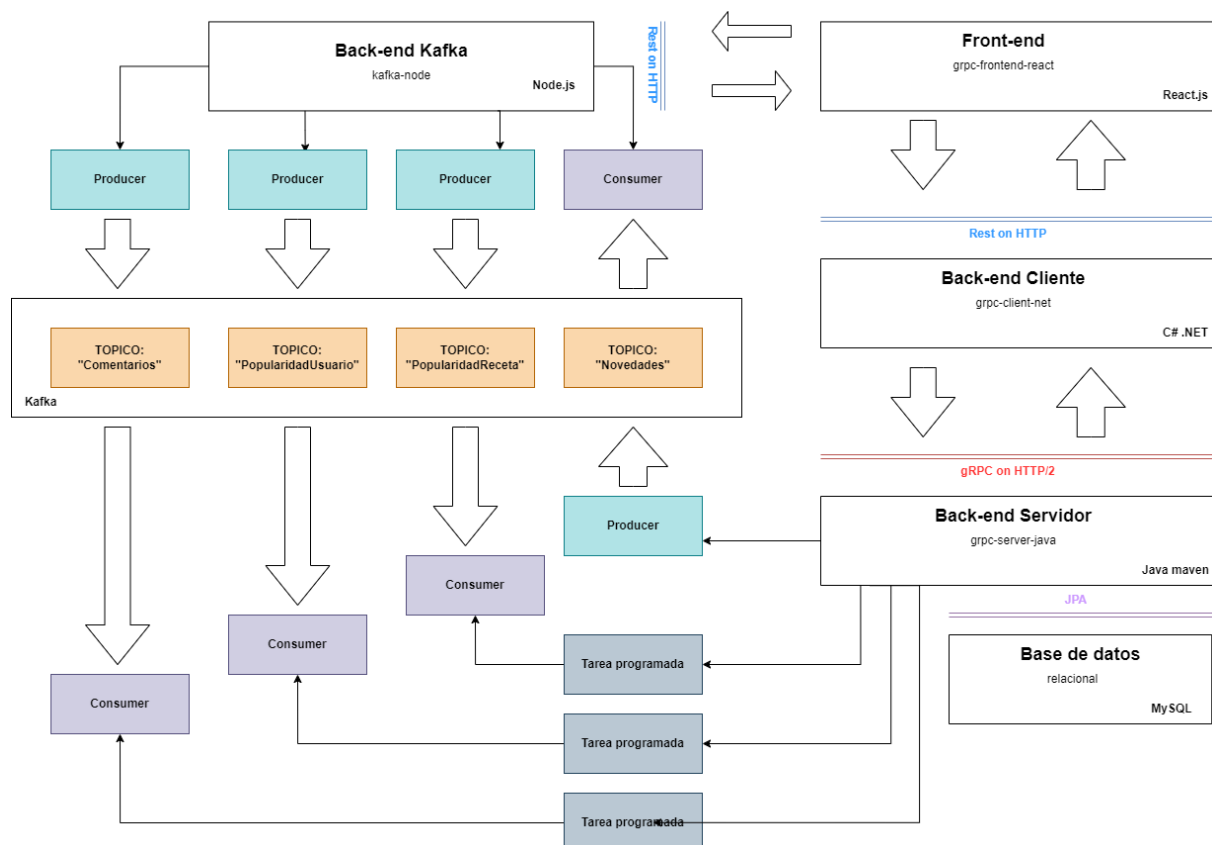 Back-end Kafka
kafka-node
Node.js
Rest on HTTP
Front-end
grpc-frontend-react
React.js
Producer
Producer
Producer
Consumer
Rest on HTTP
Back-end Cliente
grpc-client-net
C# .NET
TOPICO:
"Comentarios"
TOPICO:
"PopularidadUsuario"
TOPICO:
"PopularidadReceta"
TOPICO:
"Novedades"
Kafka
gRPC on HTTP/2
Back-end Servidor
grpc-server-java
Java maven
Producer
Consumer
JPA
Consumer
Tarea programada
Base de datos
relacional
MySQL
Consumer
Tarea programada
Tarea programada